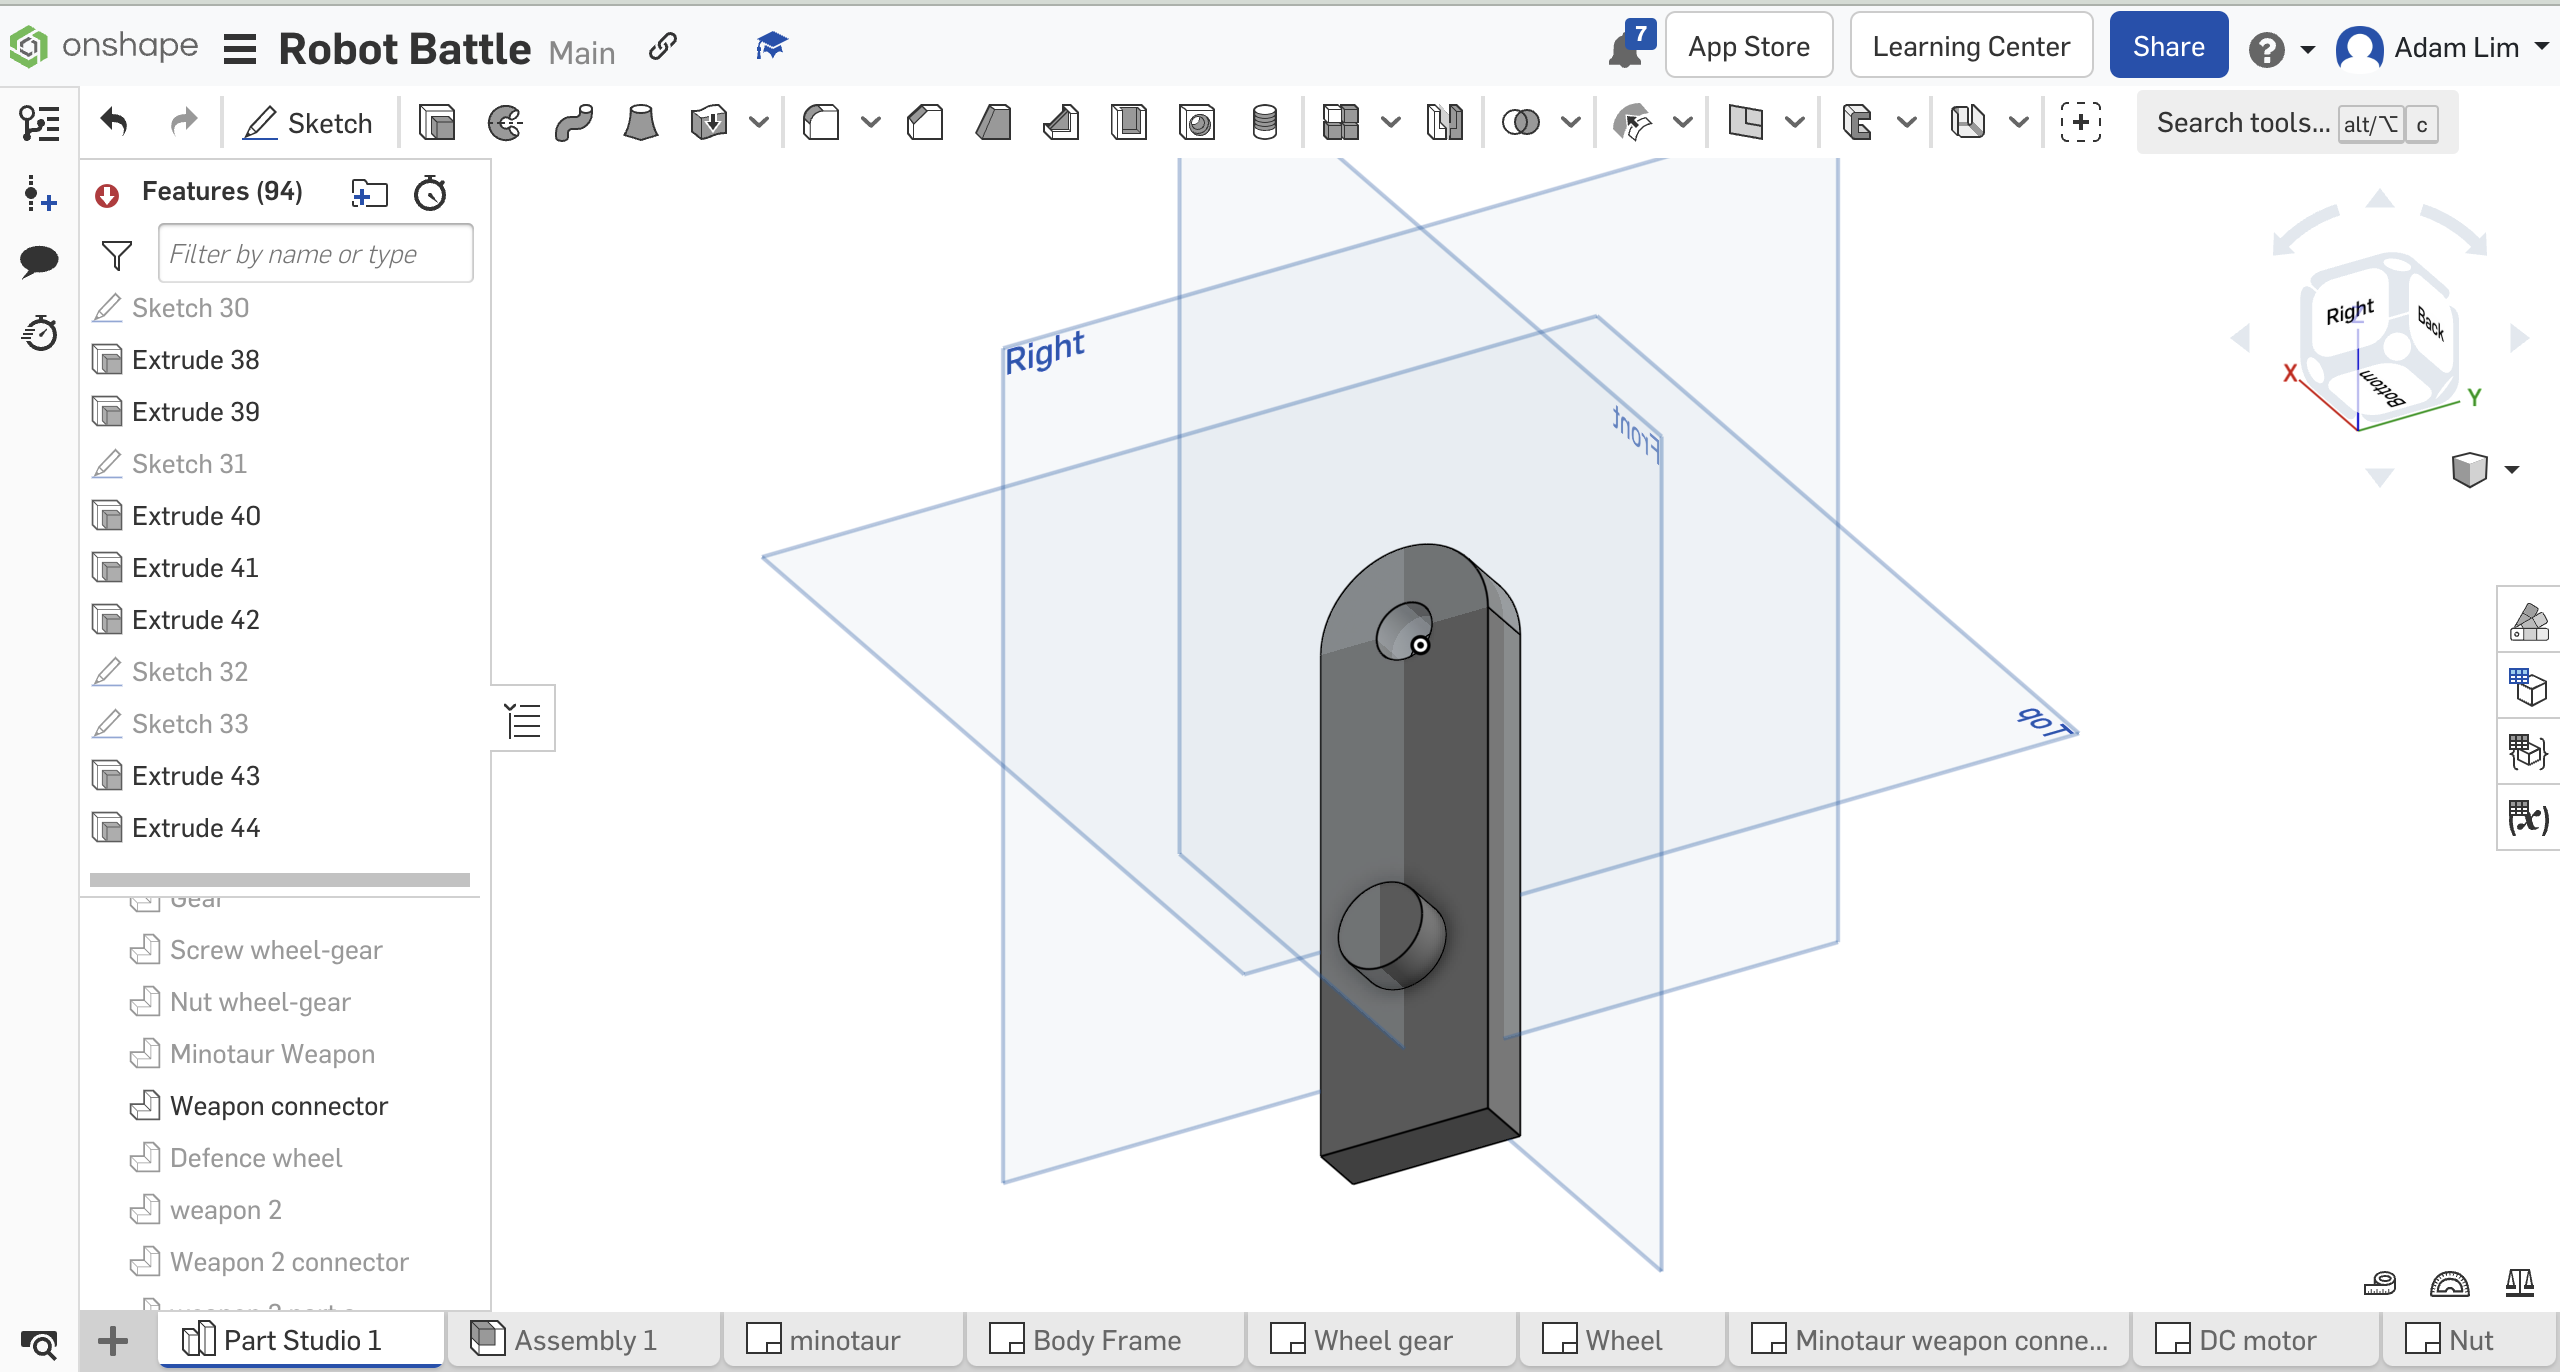 onshape Robot Battle Main 7 App Store Learning Center Share Adam Lim
Sketch Search tools... alt/⌥ c
Features (94)
Filter by name or type
Sketch 30
Extrude 38
Extrude 39
Sketch 31
Extrude 40
Extrude 41
Extrude 42
Sketch 32
Sketch 33
Extrude 43
Extrude 44
Gear
Screw wheel-gear
Nut wheel-gear
Minotaur Weapon
Weapon connector
Defence wheel
weapon 2
Weapon 2 connector
Right
Front
Top
Right
Back
Bottom
Z
X
Y
Part Studio 1 Assembly 1 minotaur Body Frame Wheel gear Wheel Minotaur weapon conne... DC motor Nut